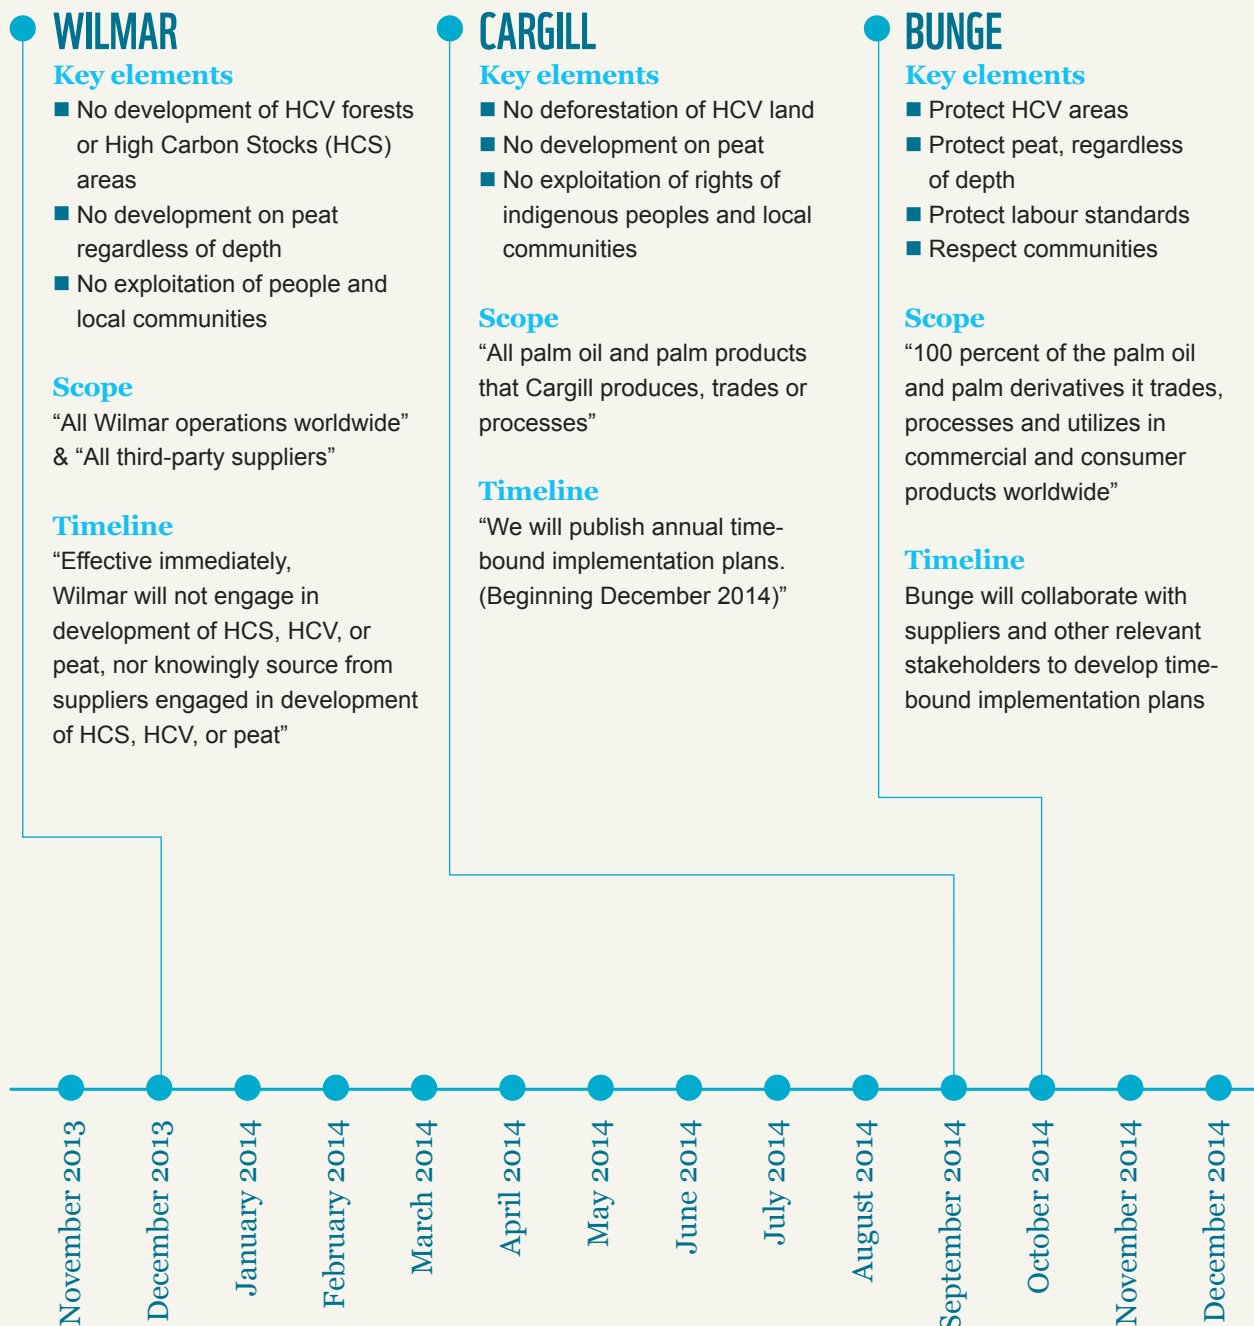 WILMAR
Key elements
■ No development of HCV forests
or High Carbon Stocks (HCS)
areas
■ No development on peat
regardless of depth
■ No exploitation of people and
local communities
Scope
“All Wilmar operations worldwide”
& “All third-party suppliers”
Timeline
“Effective immediately,
Wilmar will not engage in
development of HCS, HCV, or
peat, nor knowingly source from
suppliers engaged in development
of HCS, HCV, or peat”
CARGILL
Key elements
■ No deforestation of HCV land
■ No development on peat
■ No exploitation of rights of
indigenous peoples and local
communities
Scope
“All palm oil and palm products
that Cargill produces, trades or
processes”
Timeline
“We will publish annual time-
bound implementation plans.
(Beginning December 2014)”
BUNGE
Key elements
■ Protect HCV areas
■ Protect peat, regardless
of depth
■ Protect labour standards
■ Respect communities
Scope
“100 percent of the palm oil
and palm derivatives it trades,
processes and utilizes in
commercial and consumer
products worldwide”
Timeline
Bunge will collaborate with
suppliers and other relevant
stakeholders to develop time-
bound implementation plans
November 2013
December 2013
January 2014
February 2014
March 2014
April 2014
May 2014
June 2014
July 2014
August 2014
September 2014
October 2014
November 2014
December 2014